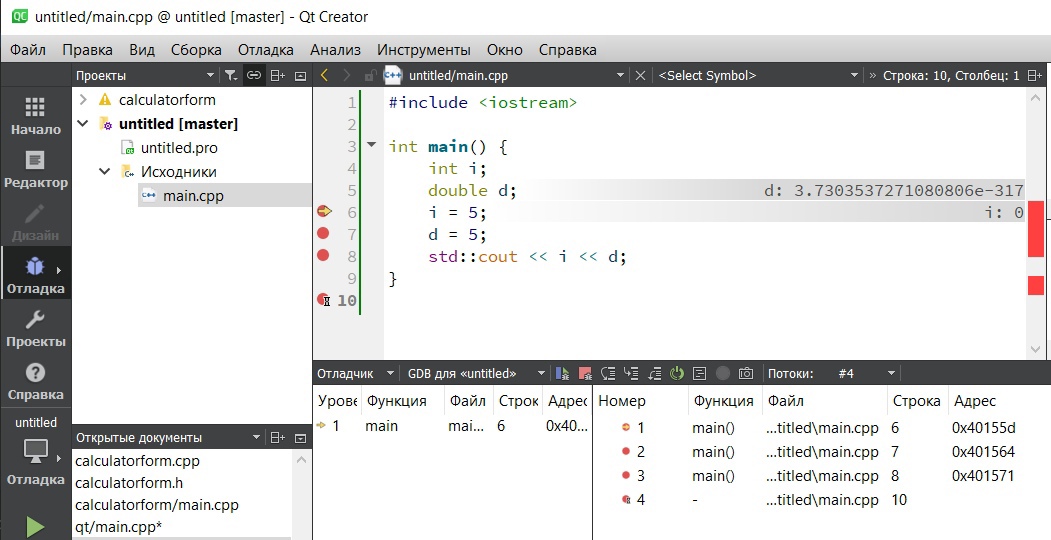 untitled/main.cpp @ untitled [master] - Qt Creator
Файл Правка Вид Сборка Отладка Анализ Инструменты Окно Справка
Проекты
untitled/main.cpp
<Select Symbol>
» Строка: 10, Столбец: 1
Начало
Редактор
Дизайн
Отладка
Проекты
Справка
untitled
Отладка
calculatorform
untitled [master]
untitled.pro
Исходники
main.cpp
1 #include <iostream>
2
3 int main() {
4 int i;
5 double d; d: 3.7303537271080806e-317
6 i = 5; i: 0
7 d = 5;
8 std::cout << i << d;
9 }
10
Открытые документы
calculatorform.cpp
calculatorform.h
calculatorform/main.cpp
qt/main.cpp*
Отладчик GDB для «untitled» Потоки: #4
Урове Функция Файл Строк Адрес
1 main mai... 6 0x40...
Номер Функция Файл Строка Адрес
1 main() ...titled\main.cpp 6 0x40155d
2 main() ...titled\main.cpp 7 0x401564
3 main() ...titled\main.cpp 8 0x401571
4 - ...titled\main.cpp 10